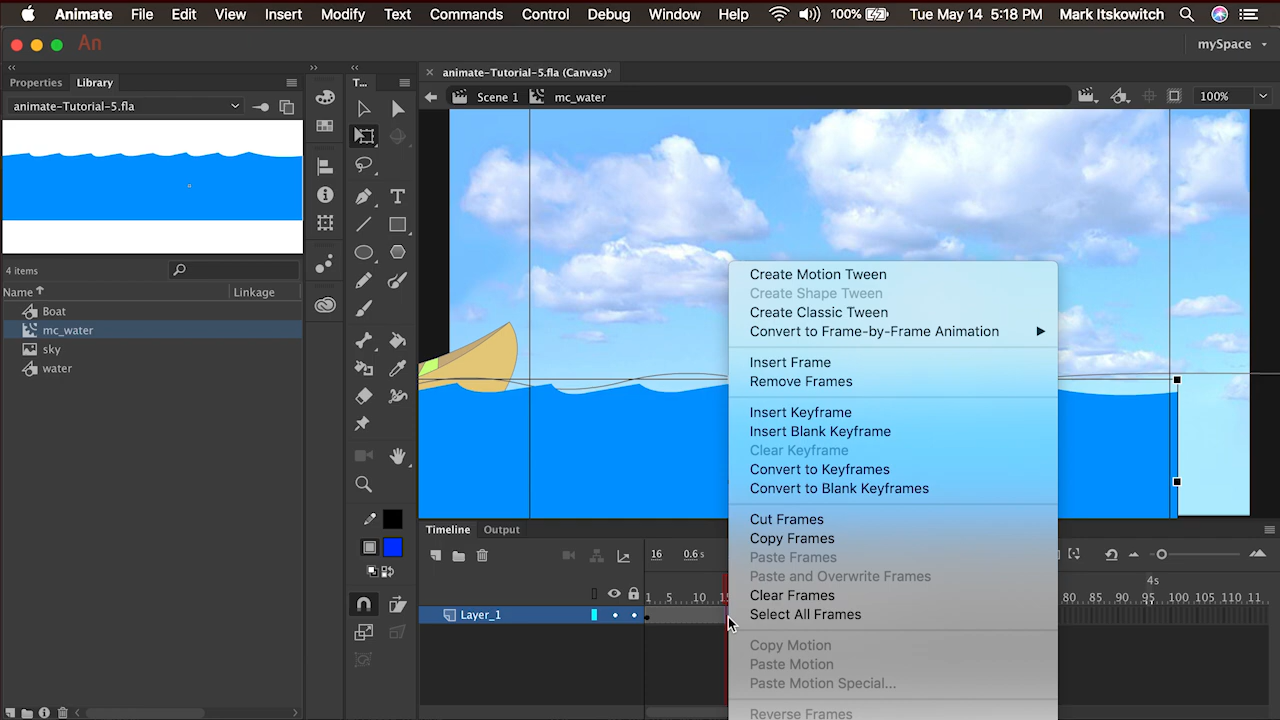 Animate File Edit View Insert Modify Text Commands Control Debug Window Help 100% Tue May 14 5:18 PM Mark Itskowitch
An mySpace
Properties Library
animate-Tutorial-5.fla
4 items
Name Linkage
Boat
mc_water
sky
water
T...
animate-Tutorial-5.fla (Canvas)*
Scene 1 mc_water 100%
Create Motion Tween
Create Shape Tween
Create Classic Tween
Convert to Frame-by-Frame Animation
Insert Frame
Remove Frames
Insert Keyframe
Insert Blank Keyframe
Clear Keyframe
Convert to Keyframes
Convert to Blank Keyframes
Cut Frames
Copy Frames
Paste Frames
Paste and Overwrite Frames
Clear Frames
Select All Frames
Copy Motion
Paste Motion
Paste Motion Special...
Reverse Frames
Timeline Output
16 0.6 s
4s
1 5 10 80 85 90 95 100 105 110
Layer_1